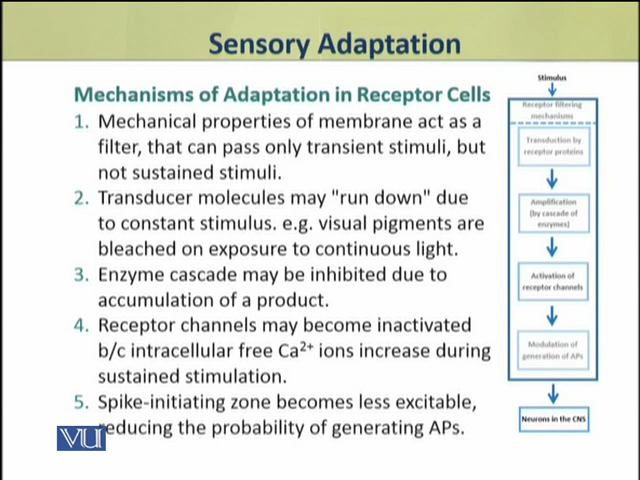 Sensory Adaptation
Mechanisms of Adaptation in Receptor Cells
1. Mechanical properties of membrane act as a
filter, that can pass only transient stimuli, but
not sustained stimuli.
2. Transducer molecules may "run down" due
to constant stimulus. e.g. visual pigments are
bleached on exposure to continuous light.
3. Enzyme cascade may be inhibited due to
accumulation of a product.
4. Receptor channels may become inactivated
b/c intracellular free Ca²⁺ ions increase during
sustained stimulation.
5. Spike-initiating zone becomes less excitable,
reducing the probability of generating APs.
VU
Stimulus
Receptor filtering
mechanisms
Transduction by
receptor proteins
Amplification
(by cascade of
enzymes)
Activation of
receptor channels
Modulation of
generation of APs
Neurons in the CNS